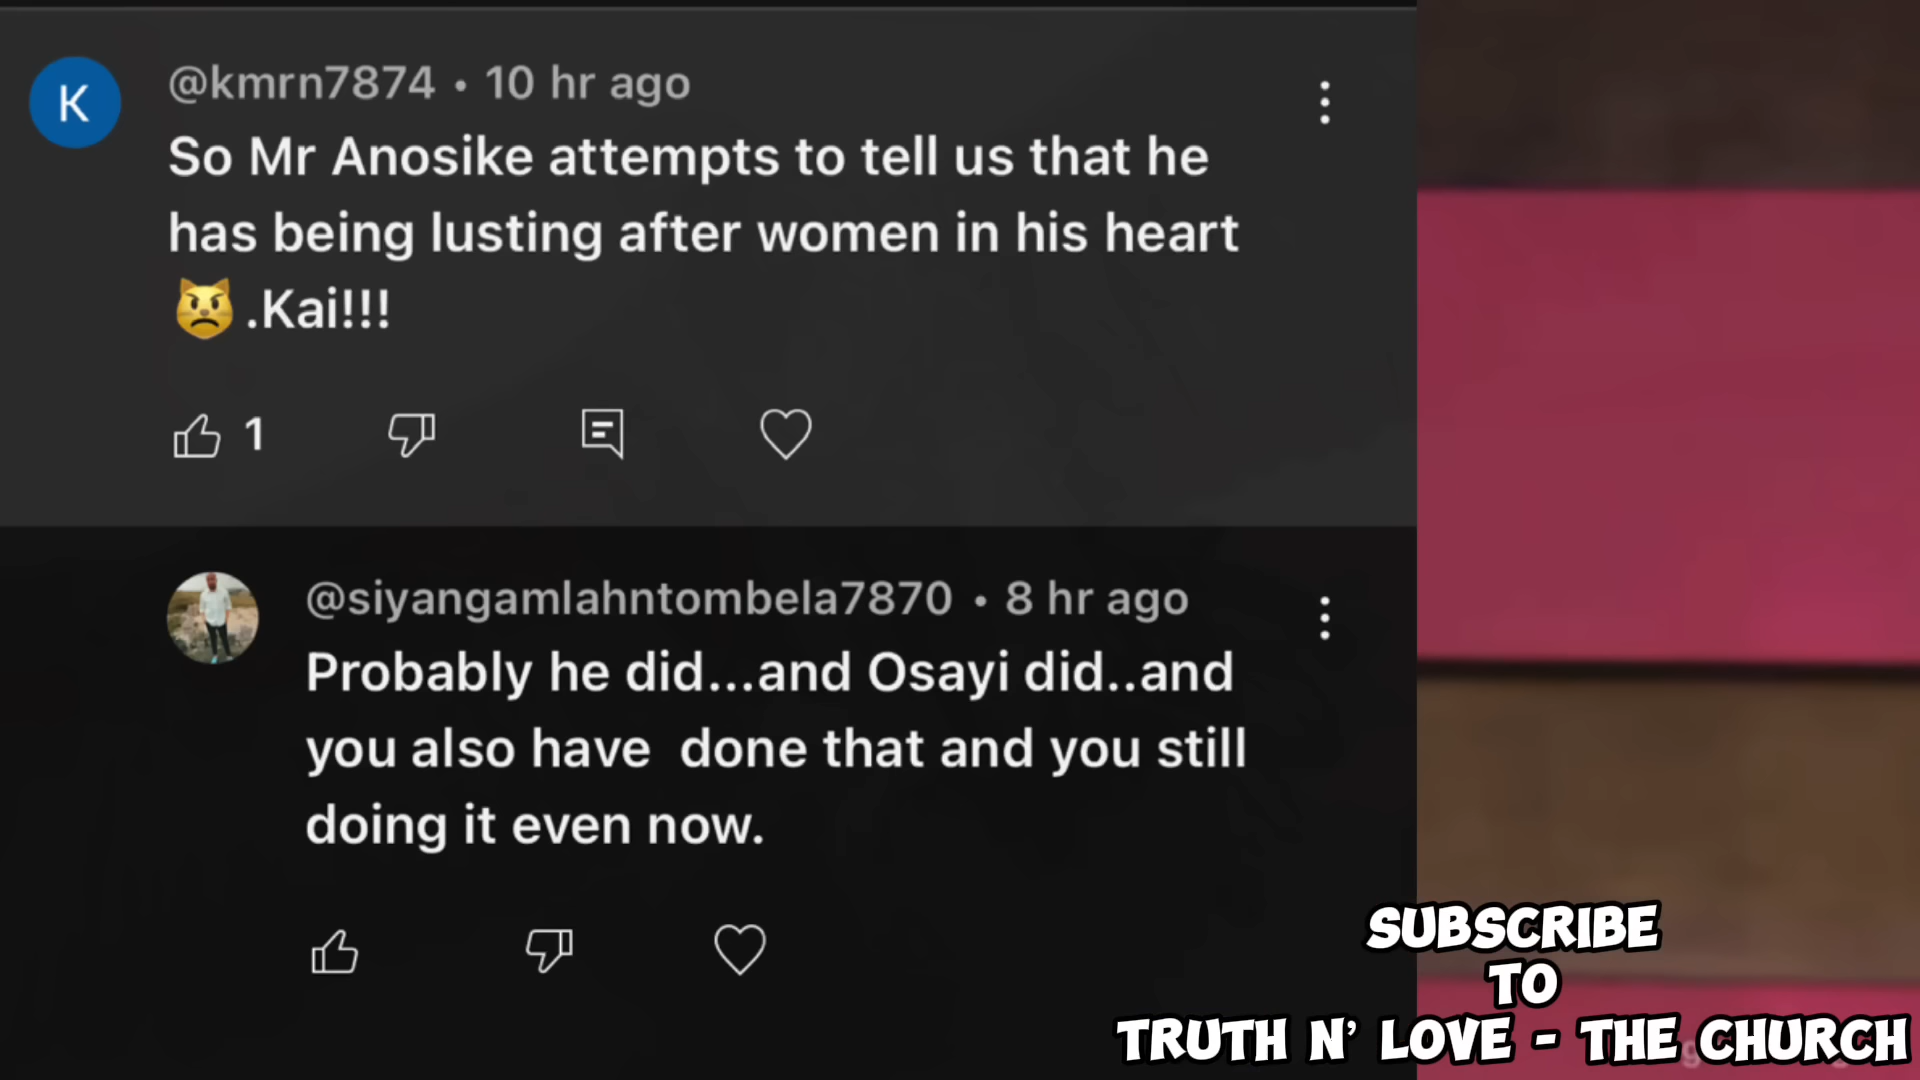 K
@kmrn7874 • 10 hr ago
So Mr Anosike attempts to tell us that he
has being lusting after women in his heart
😾.Kai!!!
1
@siyangamlahntombela7870 • 8 hr ago
Probably he did...and Osayi did..and
you also have  done that and you still
doing it even now.
SUBSCRIBE
TO
TRUTH N' LOVE - THE CHURCH